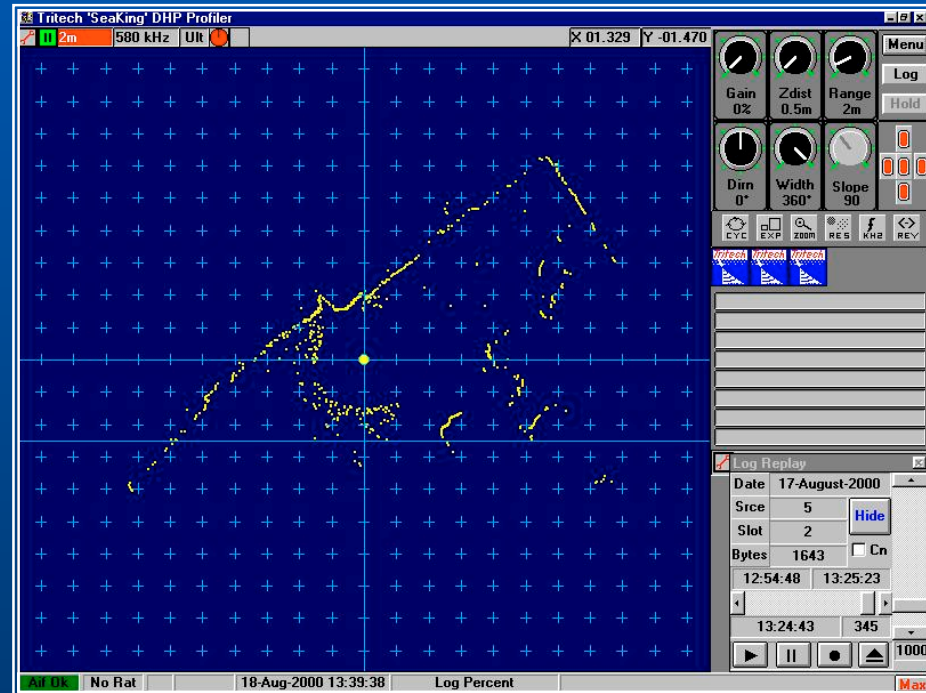 Tritech 'SeaKing' DHP Profiler
2m 580 kHz Ult X 01.329 Y -01.470
Menu
Log
Hold
Gain Zdist Range
0% 0.5m 2m
Dirn Width Slope
0° 360° 90
CYC EXP ZOOM RES KHZ REV
Tritech Tritech Tritech
Log Replay
Date 17-August-2000
Srce 5
Hide
Slot 2
Bytes 1643 Cn
12:54:48 13:25:23
13:24:43 345
1000
Aif Ok No Rat 18-Aug-2000 13:39:38 Log Percent Max